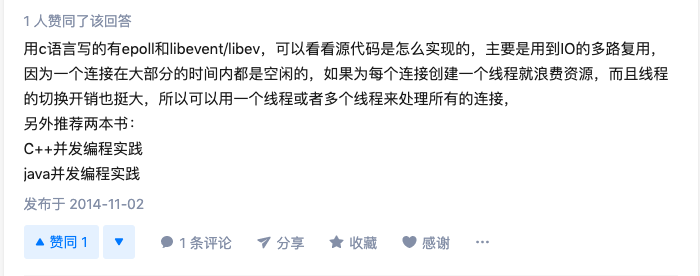 1 人赞同了该回答
用c语言写的有epoll和libevent/libev，可以看看源代码是怎么实现的，主要是用到IO的多路复用，
因为一个连接在大部分的时间内都是空闲的，如果为每个连接创建一个线程就浪费资源，而且线程
的切换开销也挺大，所以可以用一个线程或者多个线程来处理所有的连接，
另外推荐两本书：
C++并发编程实践
java并发编程实践
发布于 2014-11-02
赞同 1 1 条评论 分享 收藏 感谢